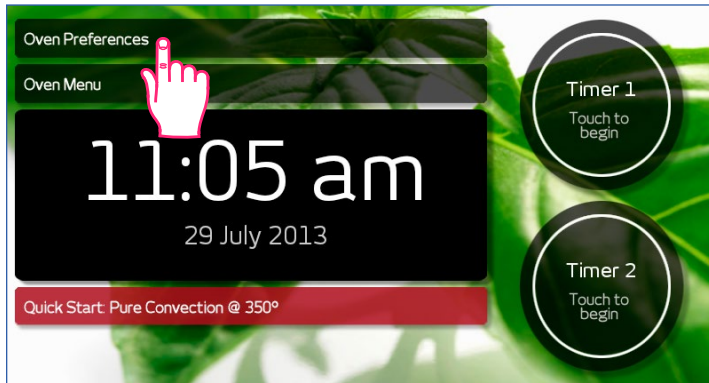 Oven Preferences
Oven Menu
11:05 am
29 July 2013
Quick Start: Pure Convection @ 350°
Timer 1
Touch to
begin
Timer 2
Touch to
begin